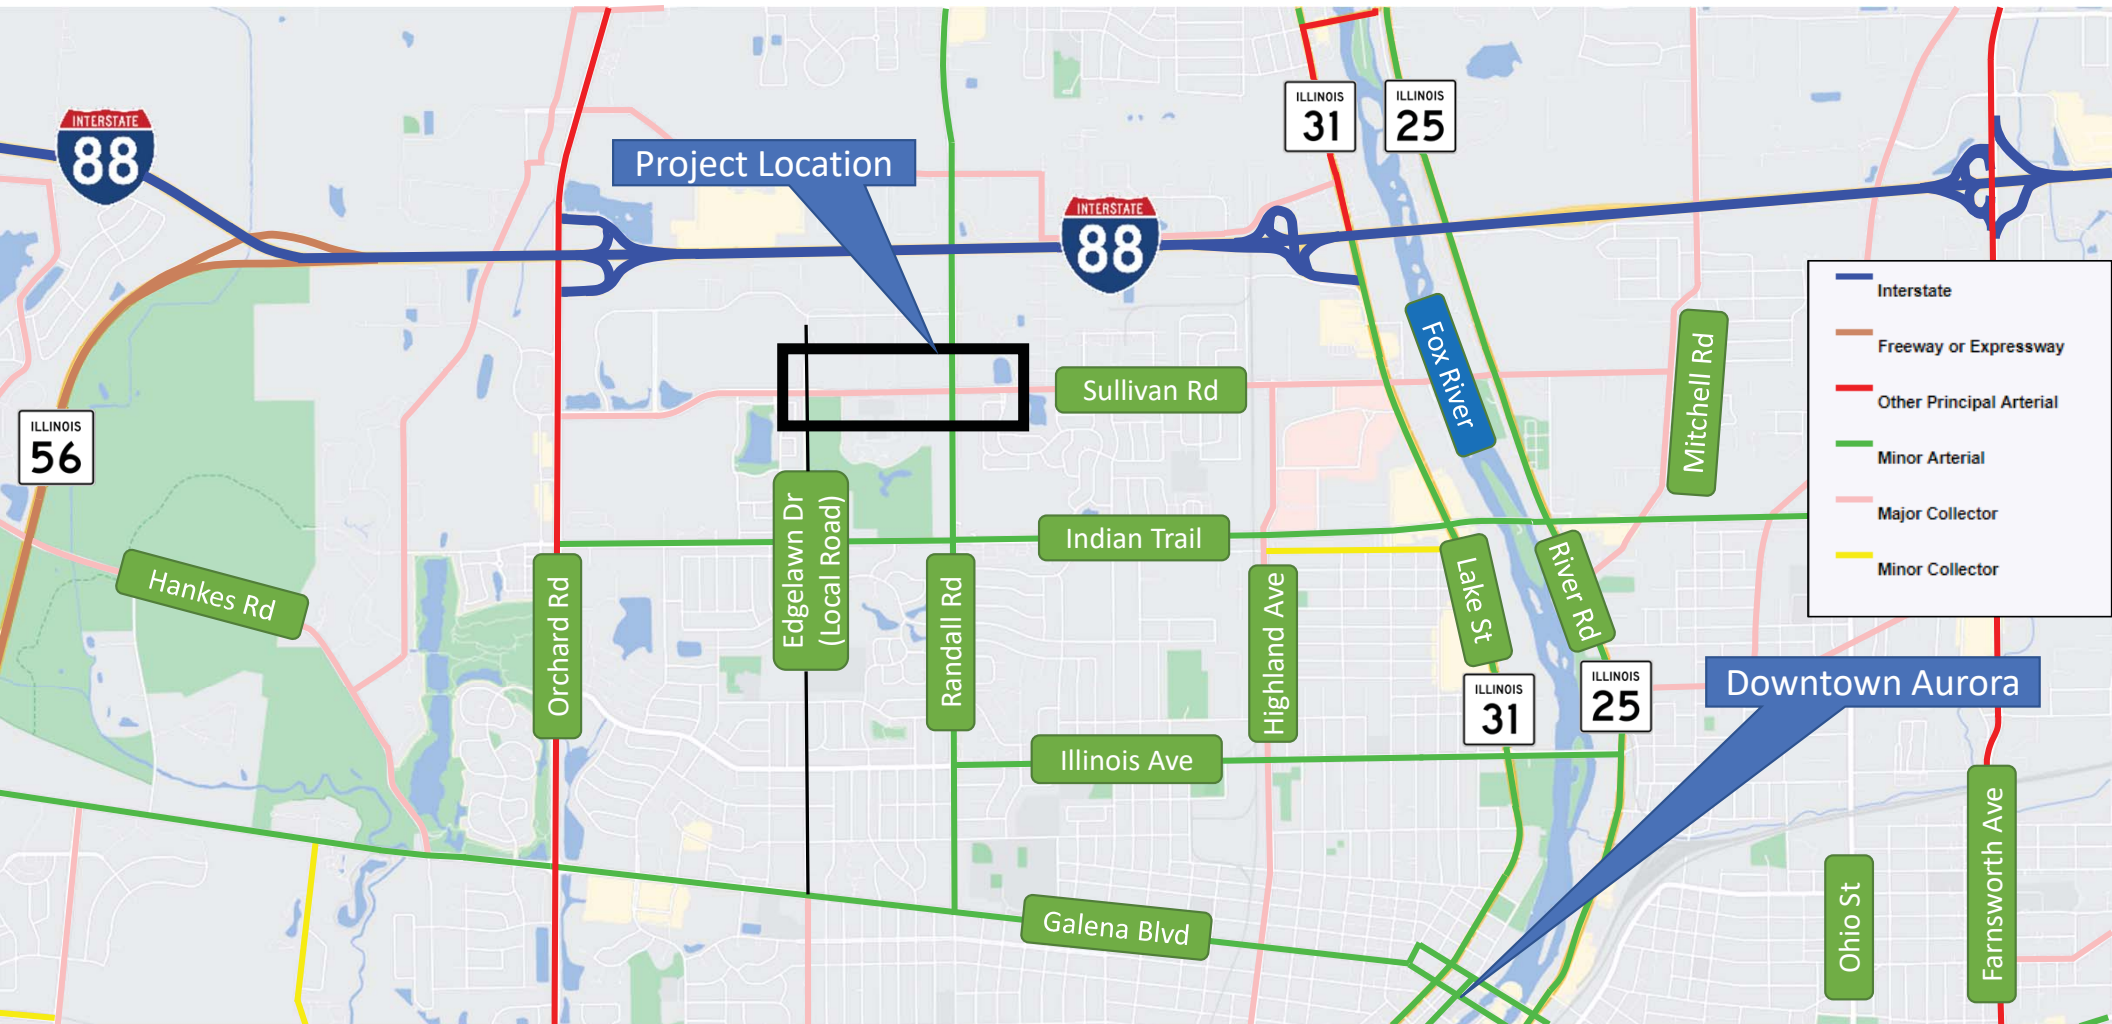 ILLINOIS
31
ILLINOIS
25
INTERSTATE
88
Project Location
INTERSTATE
88
Interstate
Freeway or Expressway
Other Principal Arterial
Minor Arterial
Major Collector
Minor Collector
Fox River
Mitchell Rd
Sullivan Rd
ILLINOIS
56
Indian Trail
Edgelawn Dr
(Local Road)
Hankes Rd
Orchard Rd
Randall Rd
Highland Ave
Lake St
River Rd
ILLINOIS
31
ILLINOIS
25
Downtown Aurora
Illinois Ave
Galena Blvd
Ohio St
Farnsworth Ave